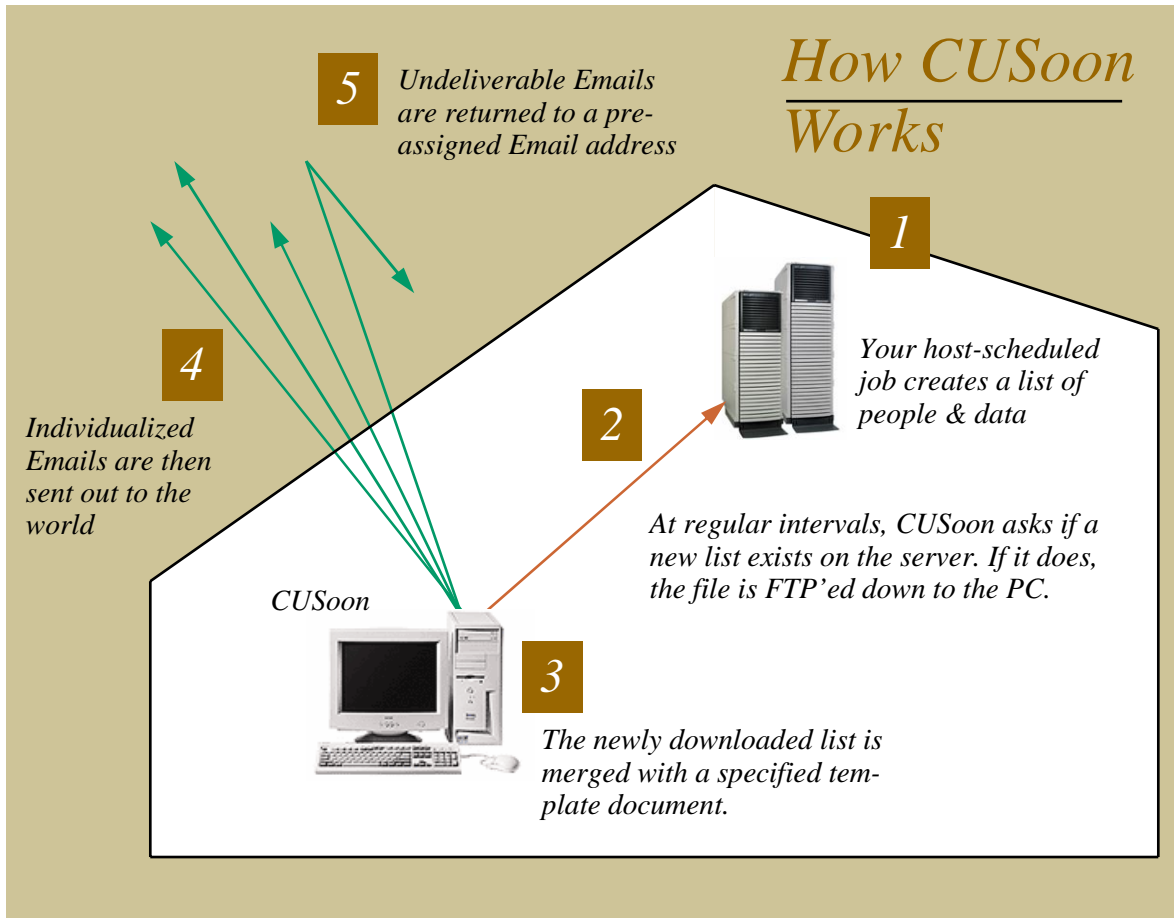 How CUSoon
Works
1
Your host-scheduled
job creates a list of
people & data
2
At regular intervals, CUSoon asks if a
new list exists on the server. If it does,
the file is FTP’ed down to the PC.
CUSoon
3
The newly downloaded list is
merged with a specified tem-
plate document.
4
Individualized
Emails are then
sent out to the
world
5
Undeliverable Emails
are returned to a pre-
assigned Email address